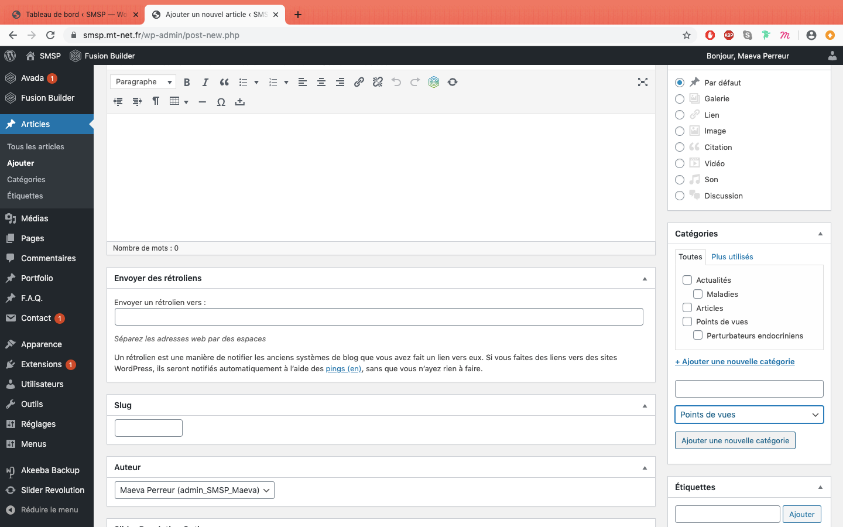 Tableau de bord ‹ SMSP — Wo
Ajouter un nouvel article ‹ SMS
smsp.mt-net.fr/wp-admin/post-new.php
SMSP
Fusion Builder
Bonjour, Maeva Perreur
Avada 1
Fusion Builder
Articles
Tous les articles
Ajouter
Catégories
Étiquettes
Médias
Pages
Commentaires
Portfolio
F.A.Q.
Contact 1
Apparence
Extensions 1
Utilisateurs
Outils
Réglages
Menus
Akeeba Backup
Slider Revolution
Réduire le menu
Paragraphe
B I
Nombre de mots : 0
Envoyer des rétroliens
Envoyer un rétrolien vers :
Séparez les adresses web par des espaces
Un rétrolien est une manière de notifier les anciens systèmes de blog que vous avez fait un lien vers eux. Si vous faites des liens vers des sites
WordPress, ils seront notifiés automatiquement à l'aide des pings (en), sans que vous n'ayez rien à faire.
Slug
Auteur
Maeva Perreur (admin_SMSP_Maeva)
Par défaut
Galerie
Lien
Image
Citation
Vidéo
Son
Discussion
Catégories
Toutes
Plus utilisés
Actualités
Maladies
Articles
Points de vues
Perturbateurs endocriniens
+ Ajouter une nouvelle catégorie
Points de vues
Ajouter une nouvelle catégorie
Étiquettes
Ajouter